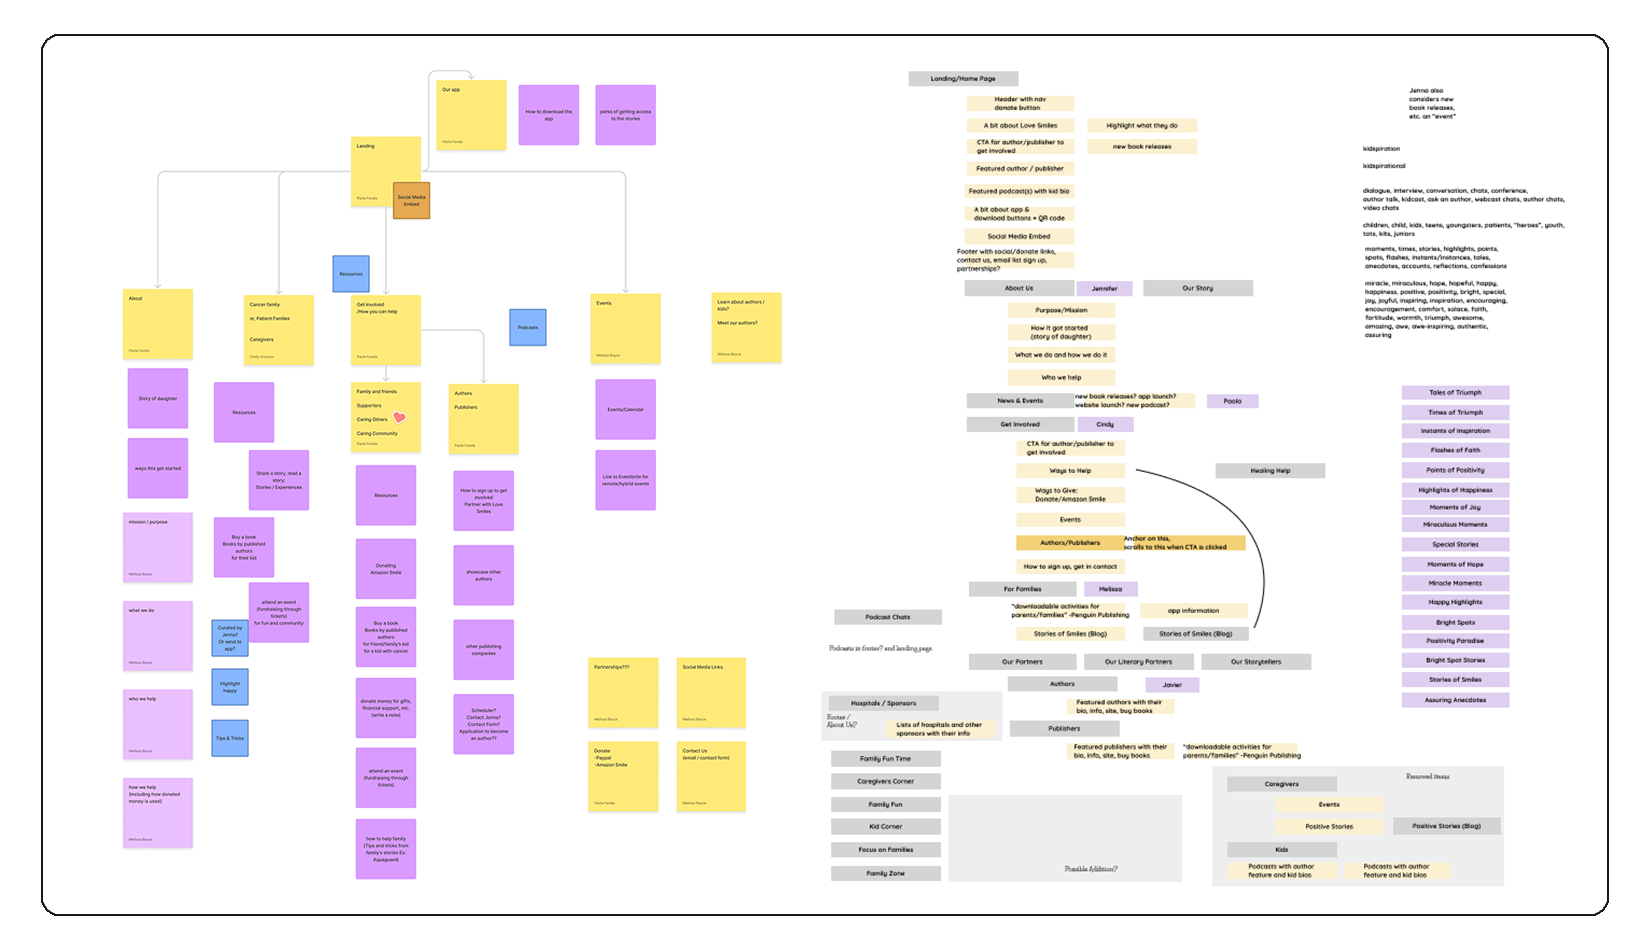 Our app
Paola Favela
How to download the
app
perks of getting access
to the stories
Landing
Paola Favela
Social Media
Embed
Resources
About
Paola Favela
Cancer family
or, Patient Families
Caregivers
Cindy Aronson
Get involved
/How you can help
Paola Favela
Podcasts
Events
Melissa Boyce
Learn about authors /
kids?
Meet our authors?
Melissa Boyce
Story of daughter
ways this got started
mission / purpose
Melissa Boyce
what we do
Melissa Boyce
who we help
Melissa Boyce
how we help
(including how donated
money is used)
Melissa Boyce
Resources
Share a story, read a
story:
Stories / Experiences
Buy a book
Books by published
authors
for their kid
attend an event
(fundraising through
tickets)
for fun and community
Curated by
Jenna?
Or send to
app?
Highlight
happy
Tips & Tricks
Family and friends
Supporters
Caring Others
Caring Community
Paola Favela
Resources
Donating
Amazon Smile
Buy a book
Books by published
authors
for friend/family's kid
for a kid with cancer
donate money for gifts,
financial support, etc.
(write a note)
attend an event
(fundraising through
tickets)
how to help family
(Tips and tricks from
family's stories Ex:
Aquaguard)
Authors
Publishers
Paola Favela
How to sign up to get
involved
Partner with Love
Smiles
showcase other
authors
other publishing
companies
Scheduler?
Contact Jenna?
Contact Form?
Application to become
an author??
Events/Calendar
Link to Eventbrite for
remote/hybrid events
Partnerships???
Melissa Boyce
Social Media Links
Melissa Boyce
Donate
-Paypal
-Amazon Smile
Paola Favela
Contact Us
(email / contact form)
Melissa Boyce
Landing/Home Page
Header with nav
donate button
A bit about Love Smiles
Highlight what they do
CTA for author/publisher to
get involved
new book releases
Featured author / publisher
Featured podcast(s) with kid bio
A bit about app &
download buttons + QR code
Social Media Embed
Footer with social/donate links,
contact us, email list sign up,
partnerships?
About Us
Jennifer
Our Story
Purpose/Mission
How it got started
(story of daughter)
What we do and how we do it
Who we help
News & Events
new book releases? app launch?
website launch? new podcast?
Paola
Get Involved
Cindy
CTA for author/publisher to
get involved
Ways to Help
Healing Help
Ways to Give:
Donate/Amazon Smile
Events
Authors/Publishers
Anchor on this,
scrolls to this when CTA is clicked
How to sign up, get in contact
For Families
Melissa
"downloadable activities for
parents/families" -Penguin Publishing
app information
Stories of Smiles (Blog)
Stories of Smiles (Blog)
Podcast Chats
Podcasts in footer? and landing page
Our Partners
Our Literary Partners
Our Storytellers
Authors
Javier
Featured authors with their
bio, info, site, buy books
Publishers
Featured publishers with their
bio, info, site, buy books
"downloadable activities for
parents/families" -Penguin Publishing
Hospitals / Sponsors
Footer /
About Us?
Lists of hospitals and other
sponsors with their info
Family Fun Time
Caregivers Corner
Family Fun
Kid Corner
Focus on Families
Family Zone
Possible Addition?
Removed items
Caregivers
Events
Positive Stories
Positive Stories (Blog)
Kids
Podcasts with author
feature and kid bios
Podcasts with author
feature and kid bios
Jenna also
considers new
book releases,
etc. an "event"
kidspiration
kidspirational
dialogue, interview, conversation, chats, conference,
author talk, kidcast, ask an author, webcast chats, author chats,
video chats
children, child, kids, teens, youngsters, patients, "heroes", youth,
tots, kits, juniors
moments, times, stories, highlights, points,
spots, flashes, instants/instances, tales,
anecdotes, accounts, reflections, confessions
miracle, miraculous, hope, hopeful, happy,
happiness, positive, positivity, bright, special,
joy, joyful, inspiring, inspiration, encouraging,
encouragement, comfort, solace, faith,
fortitude, warmth, triumph, awesome,
amazing, awe, awe-inspiring, authentic,
assuring
Tales of Triumph
Times of Triumph
Instants of Inspiration
Flashes of Faith
Points of Positivity
Highlights of Happiness
Moments of Joy
Miraculous Moments
Special Stories
Moments of Hope
Miracle Moments
Happy Highlights
Bright Spots
Positivity Paradise
Bright Spot Stories
Stories of Smiles
Assuring Anecdotes